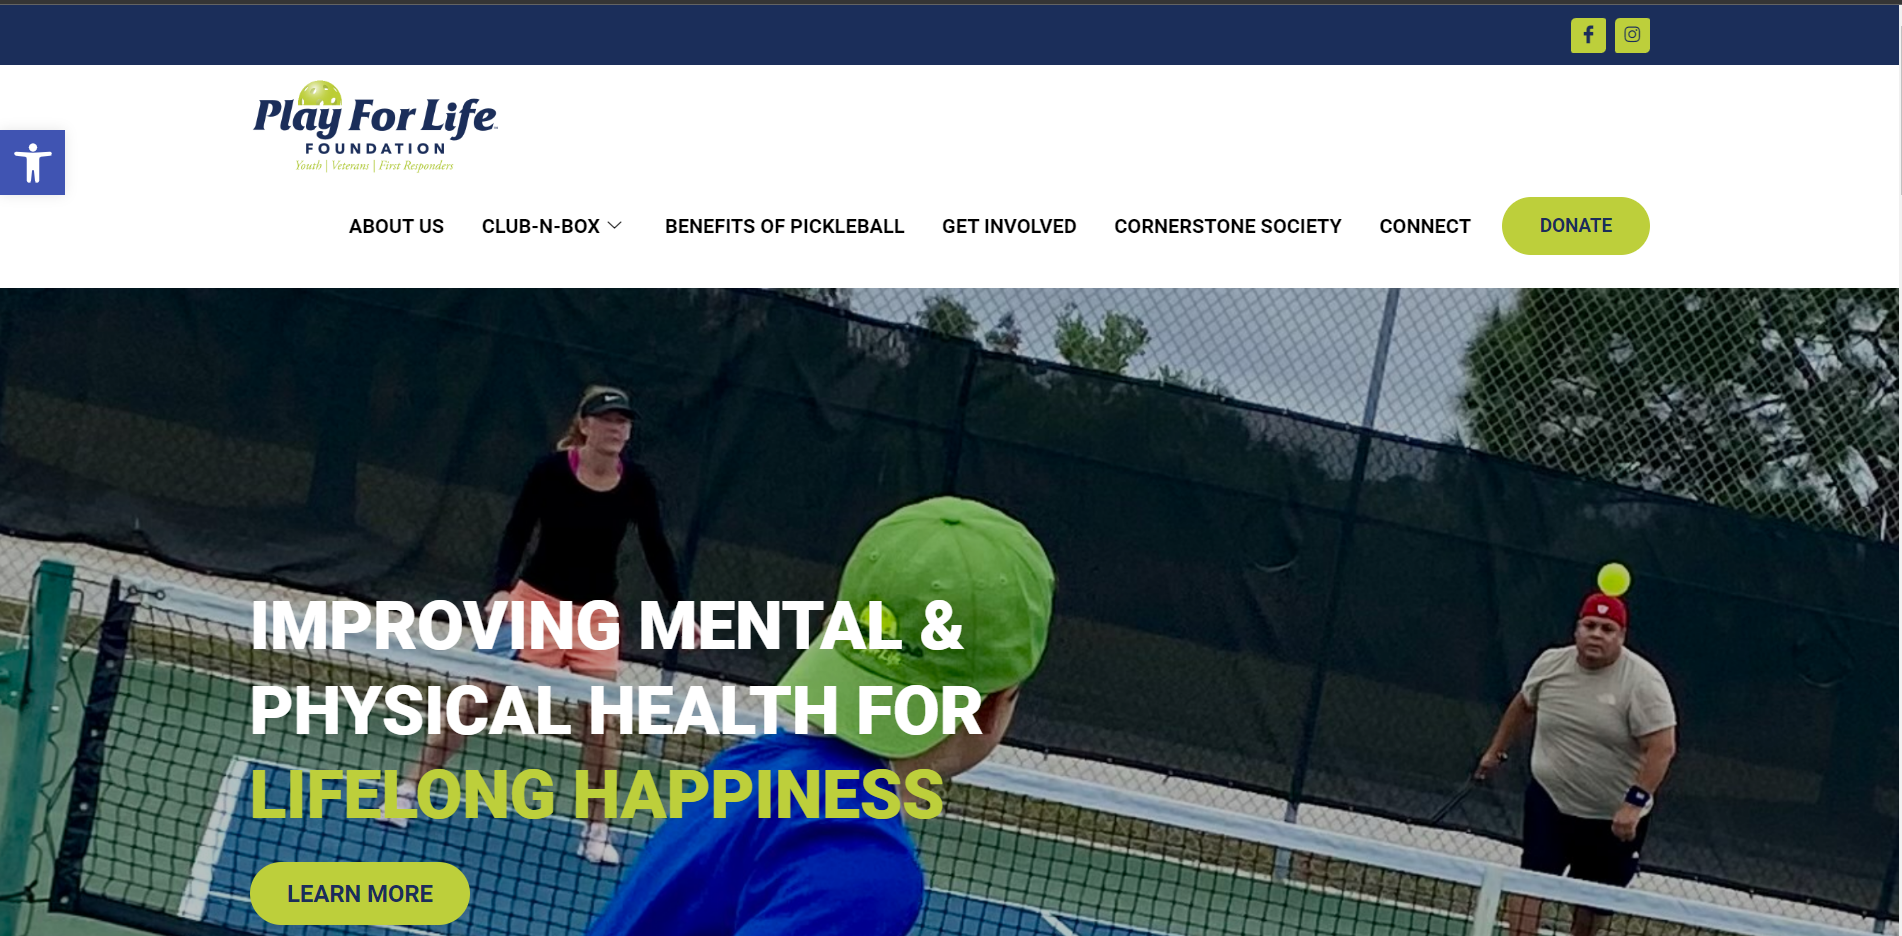 Play For Life
FOUNDATION
Youth | Veterans | First Responders
ABOUT US CLUB-N-BOX BENEFITS OF PICKLEBALL GET INVOLVED CORNERSTONE SOCIETY CONNECT DONATE
IMPROVING MENTAL &
PHYSICAL HEALTH FOR
LIFELONG HAPPINESS
LEARN MORE